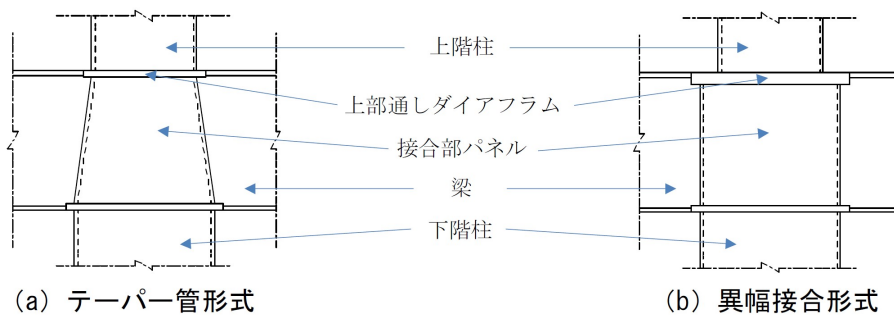 上階柱
上部通しダイアフラム
接合部パネル
梁
下階柱
(a) テーパー管形式
(b) 異幅接合形式